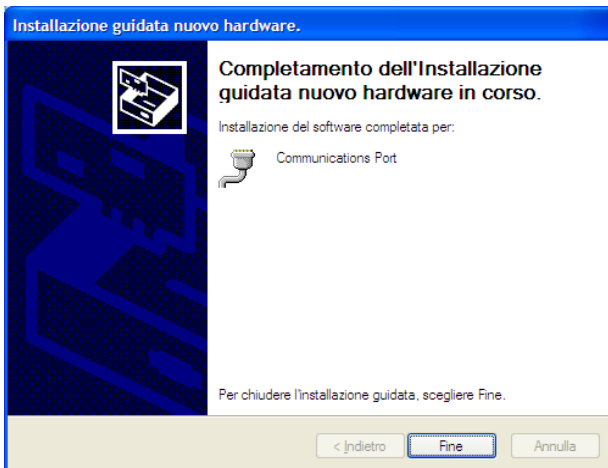 Installazione guidata nuovo hardware.
Completamento dell'Installazione
guidata nuovo hardware in corso.
Installazione del software completata per:
Communications Port
Per chiudere l'installazione guidata, scegliere Fine.
< Indietro
Fine
Annulla